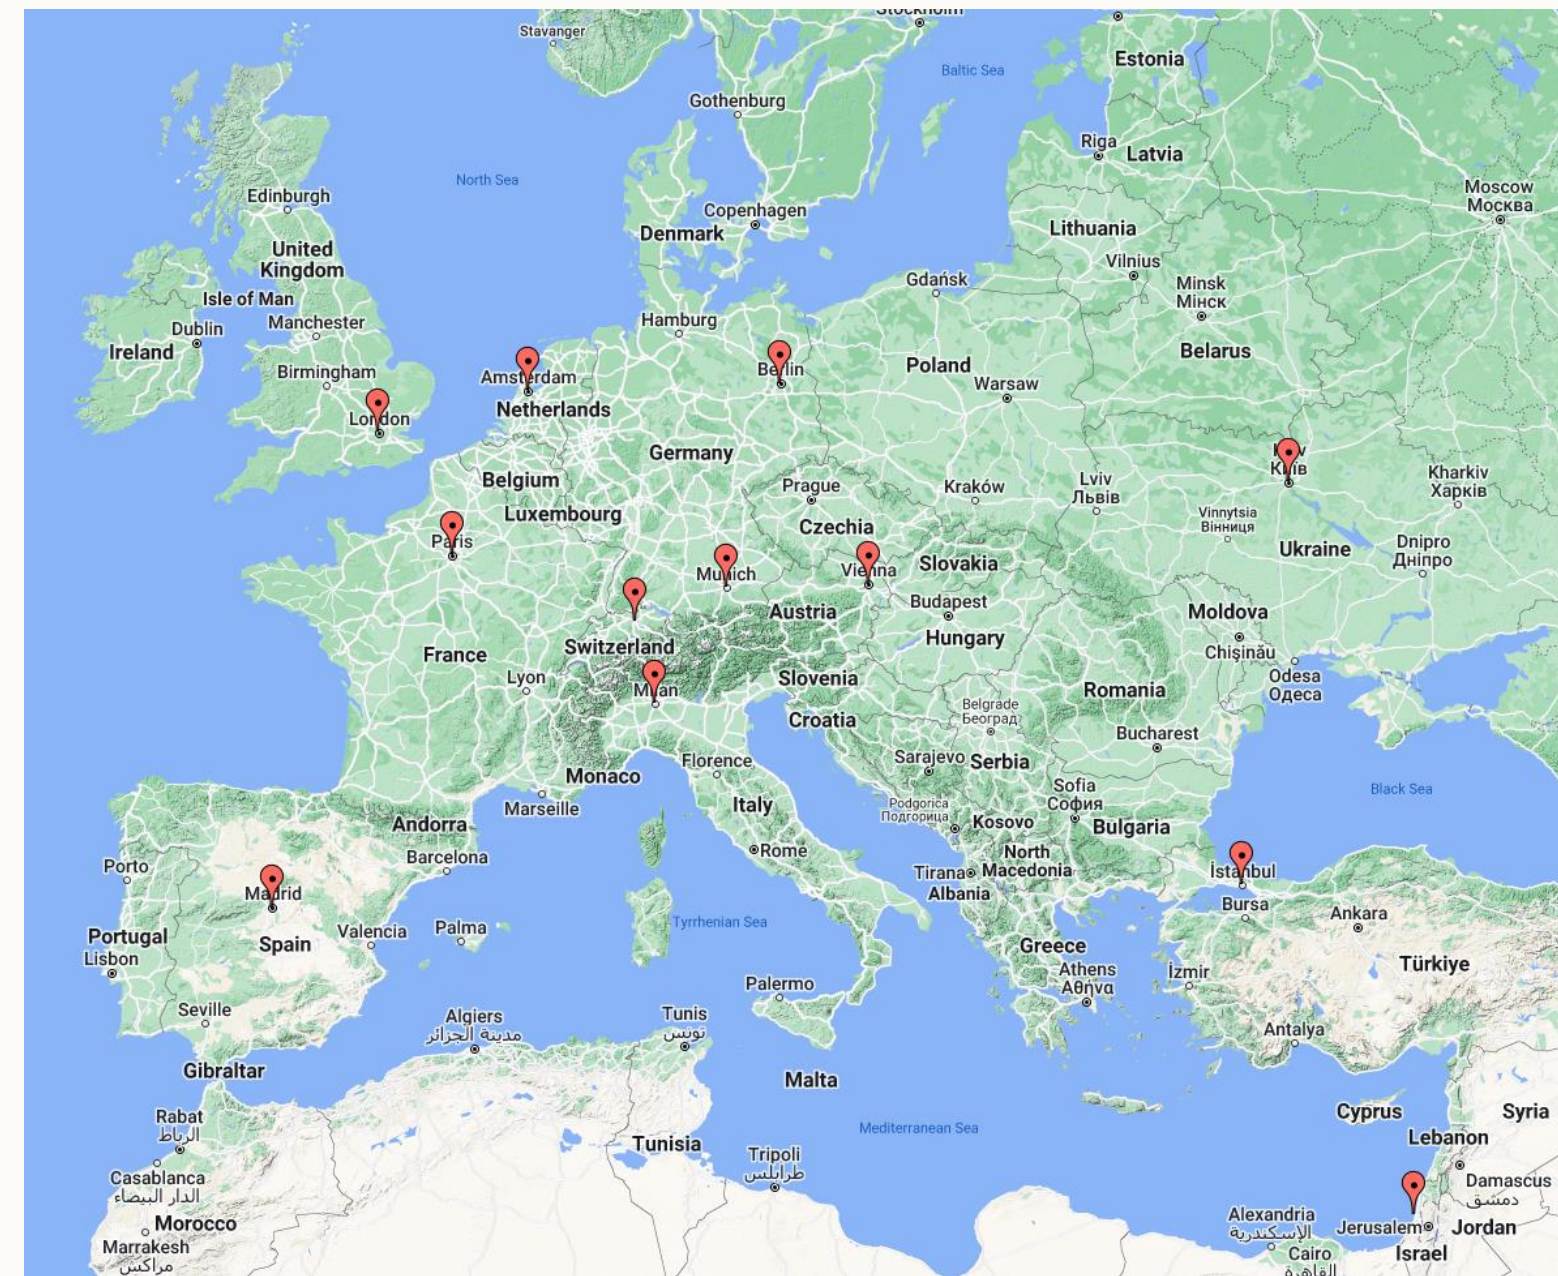 Stockholm
Stavanger
Estonia
Baltic Sea
Gothenburg
Riga
Latvia
North Sea
Moscow
Москва
Edinburgh
Copenhagen
Denmark
Lithuania
United
Kingdom
Vilnius
Gdańsk
Minsk
Мінск
Isle of Man
Dublin
Manchester
Hamburg
Ireland
Belarus
Birmingham
Amsterdam
Berlin
Poland
Warsaw
Netherlands
London
Germany
Київ
Belgium
Prague
Kraków
Lviv
Львів
Kharkiv
Харків
Luxembourg
Vinnytsia
Вінниця
Czechia
Paris
Ukraine
Dnipro
Дніпро
Munich
Vienna
Slovakia
Budapest
Austria
Moldova
Hungary
Switzerland
France
Chişinău
Lyon
Milan
Slovenia
Odesa
Одеса
Romania
Belgrade
Београд
Croatia
Bucharest
Florence
Sarajevo
Serbia
Monaco
Sofia
София
Black Sea
Marseille
Italy
Podgorica
Подгорица
Kosovo
Andorra
Bulgaria
Rome
North
Macedonia
Porto
Barcelona
Tirana
İstanbul
Madrid
Albania
Bursa
Ankara
Portugal
Valencia
Palma
Tyrrhenian Sea
Spain
Greece
Lisbon
Athens
Αθήνα
İzmir
Türkiye
Palermo
Seville
Algiers
مدينة الجزائر
Tunis
تونس
Antalya
Gibraltar
Malta
Cyprus
Syria
Rabat
الرباط
Mediterranean Sea
Tunisia
Lebanon
Tripoli
طرابلس
Casablanca
الدار البيضاء
Damascus
دمشق
Morocco
Alexandria
الإسكندرية
Jerusalem
Jordan
Marrakesh
مراكش
Cairo
القاهرة
Israel